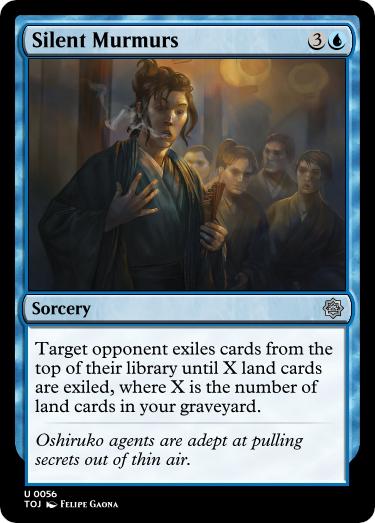 Silent Murmurs 3
Sorcery
Target opponent exiles cards from the
top of their library until X land cards
are exiled, where X is the number of
land cards in your graveyard.
Oshiruko agents are adept at pulling
secrets out of thin air.
U 0056
TOJ Felipe Gaona